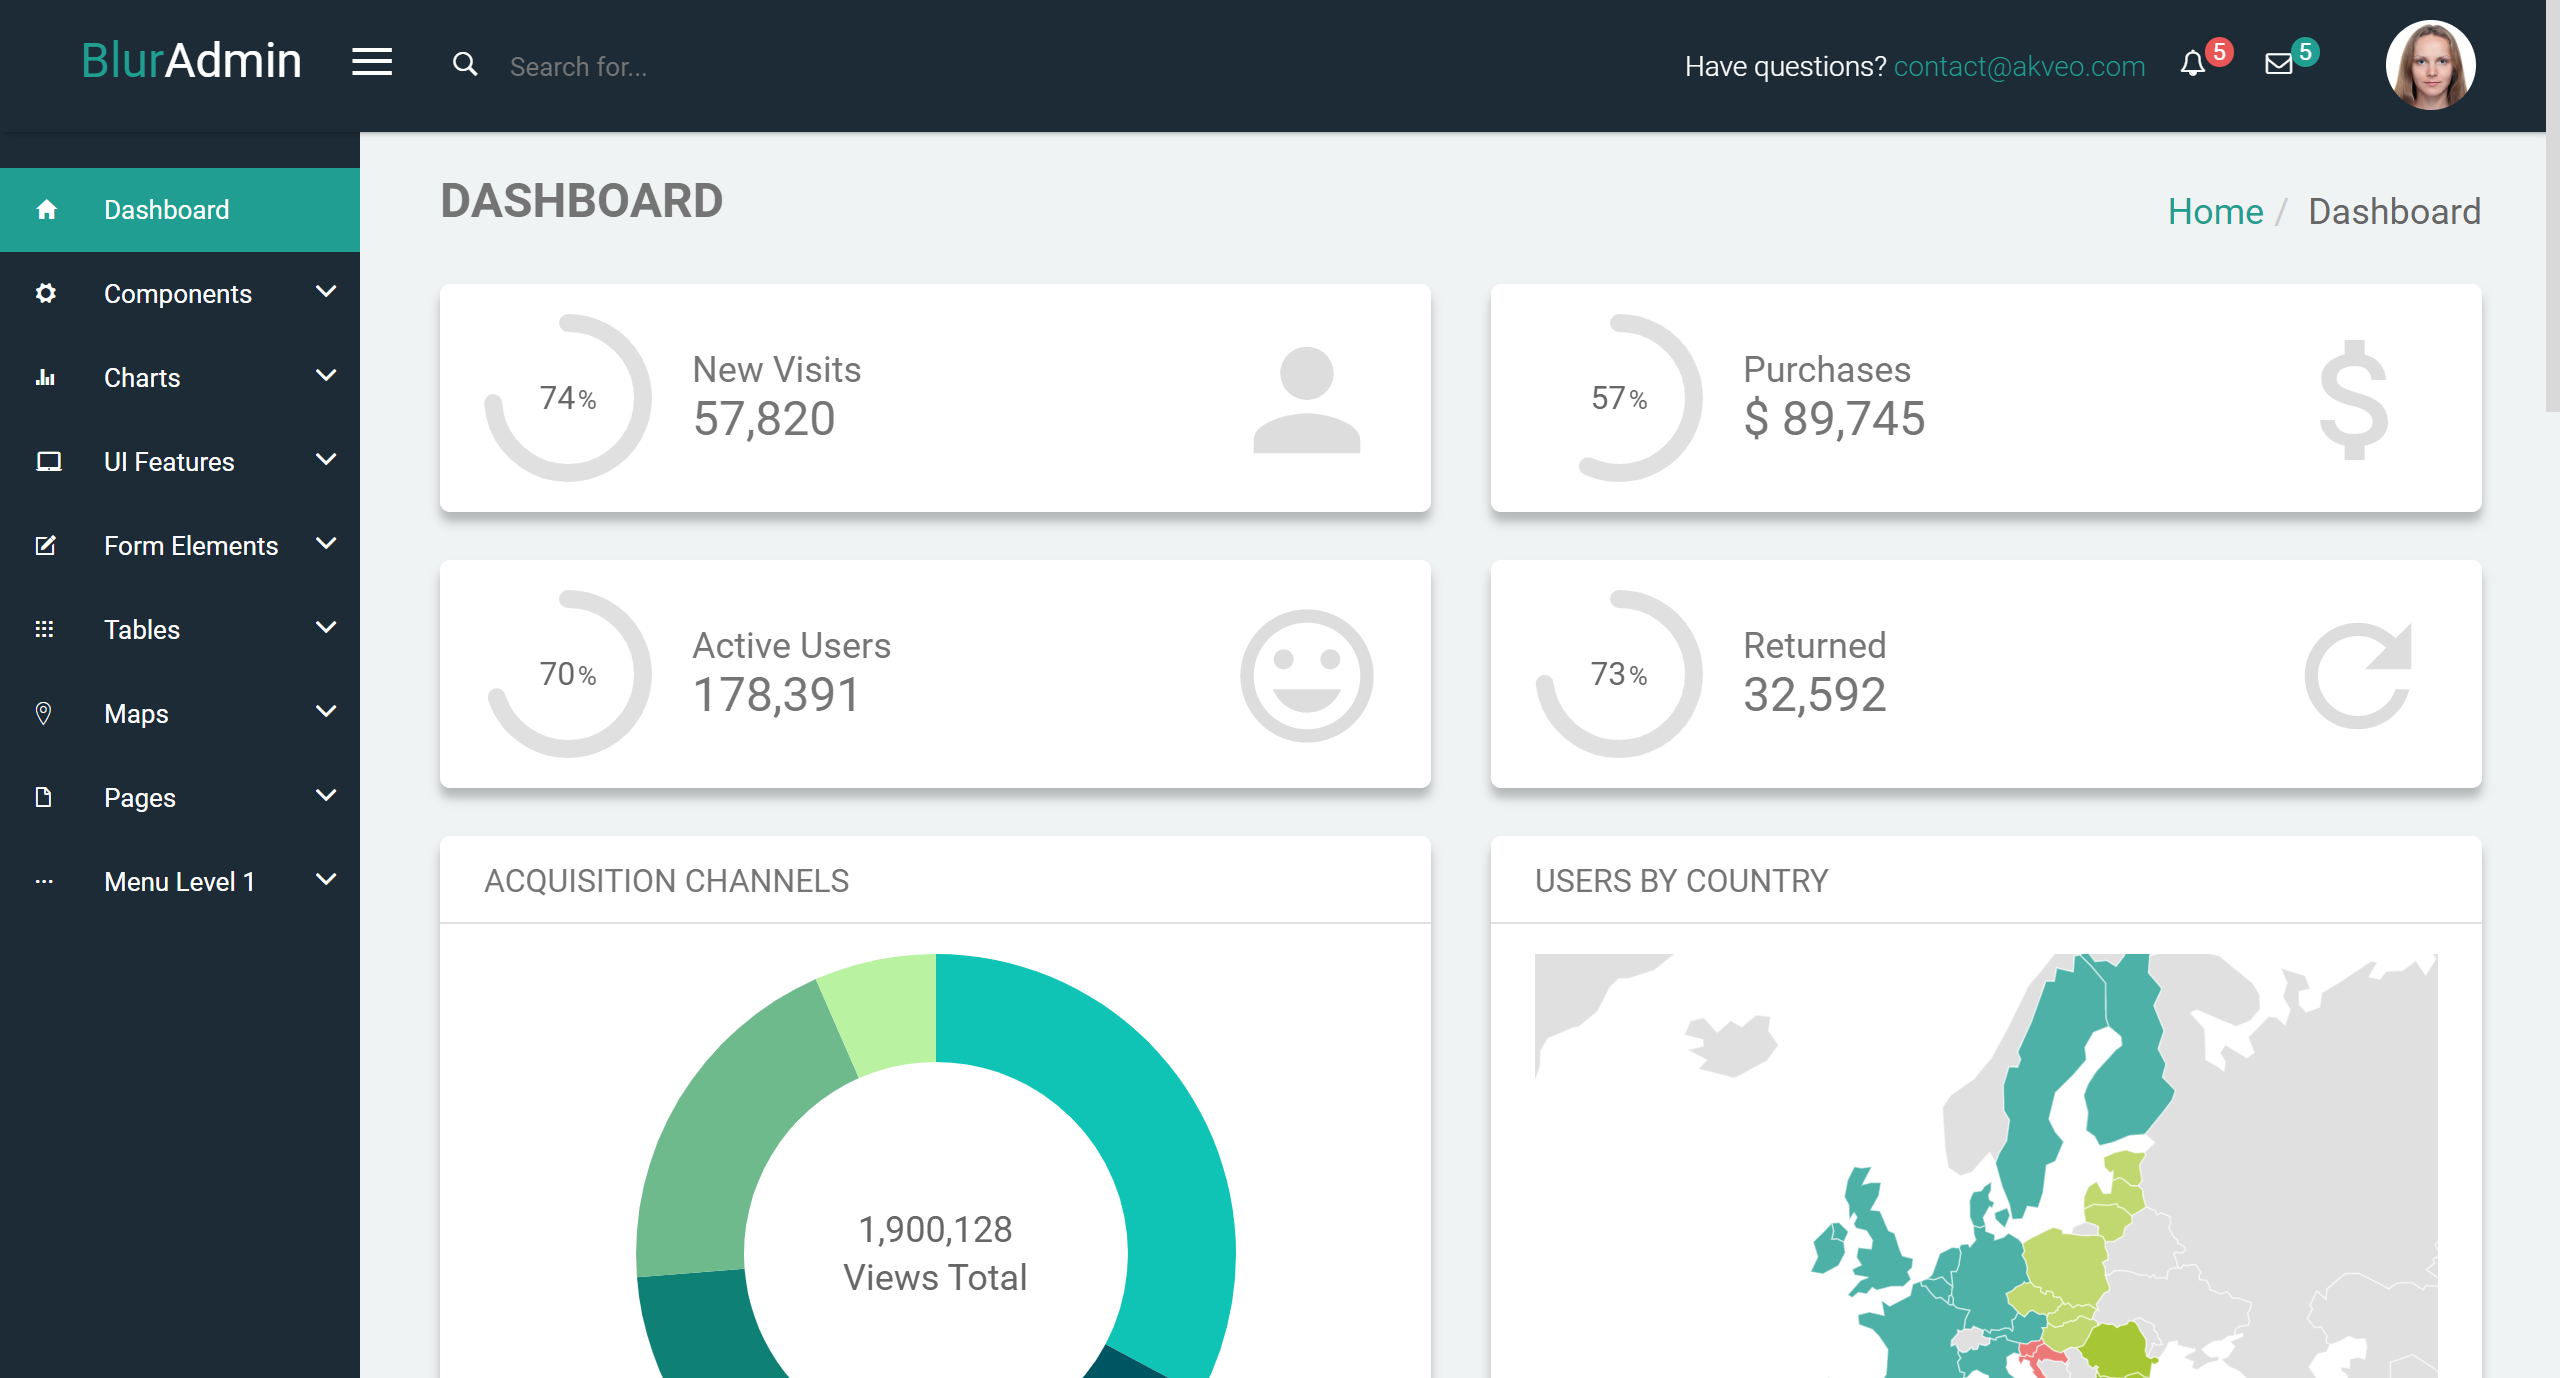 BlurAdmin
Search for...
Have questions? contact@akveo.com
5
5
Dashboard
Components
Charts
UI Features
Form Elements
Tables
Maps
Pages
Menu Level 1
DASHBOARD
Home / Dashboard
74%
New Visits
57,820
57%
Purchases
$ 89,745
70%
Active Users
178,391
73%
Returned
32,592
ACQUISITION CHANNELS
1,900,128
Views Total
USERS BY COUNTRY